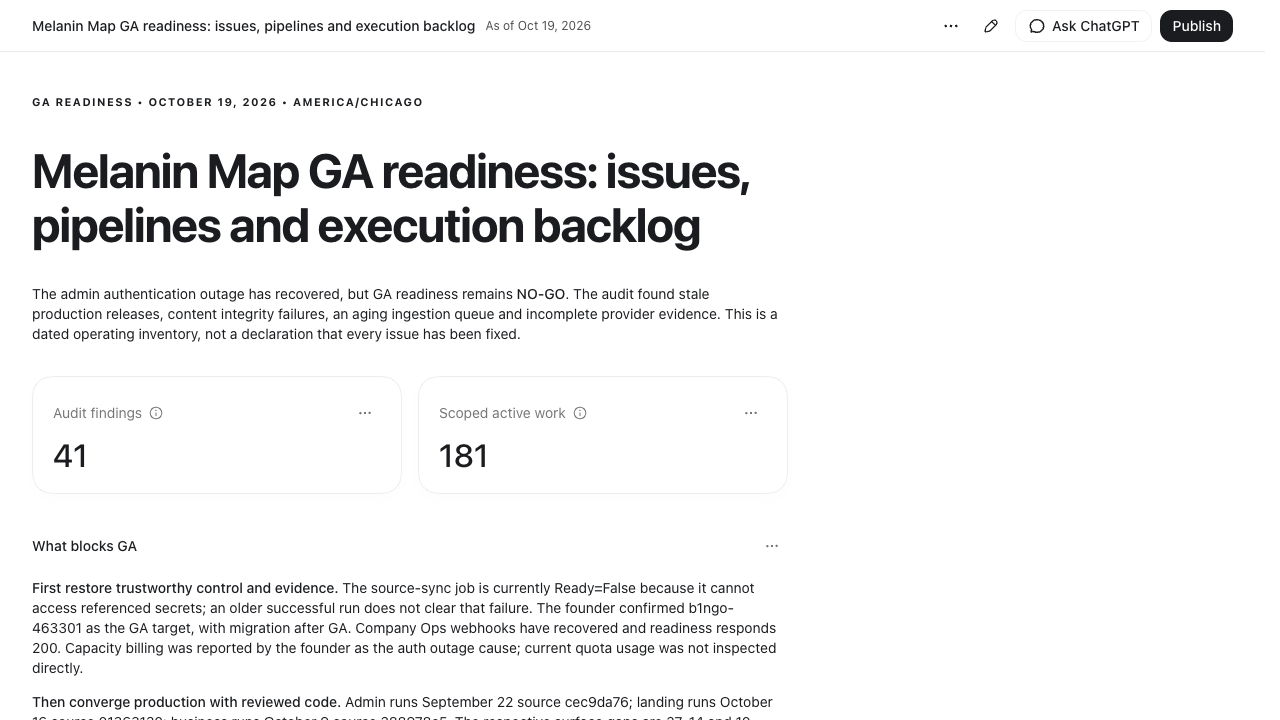 Melanin Map GA readiness: issues, pipelines and execution backlog As of Oct 19, 2026
Ask ChatGPT
Publish
GA READINESS • OCTOBER 19, 2026 • AMERICA/CHICAGO
Melanin Map GA readiness: issues,
pipelines and execution backlog
The admin authentication outage has recovered, but GA readiness remains NO-GO. The audit found stale
production releases, content integrity failures, an aging ingestion queue and incomplete provider evidence. This is a
dated operating inventory, not a declaration that every issue has been fixed.
Audit findings
41
Scoped active work
181
What blocks GA
First restore trustworthy control and evidence. The source-sync job is currently Ready=False because it cannot
access referenced secrets; an older successful run does not clear that failure. The founder confirmed b1ngo-
463301 as the GA target, with migration after GA. Company Ops webhooks have recovered and readiness responds
200. Capacity billing was reported by the founder as the auth outage cause; current quota usage was not inspected
directly.
Then converge production with reviewed code. Admin runs September 22 source cec9da76; landing runs October